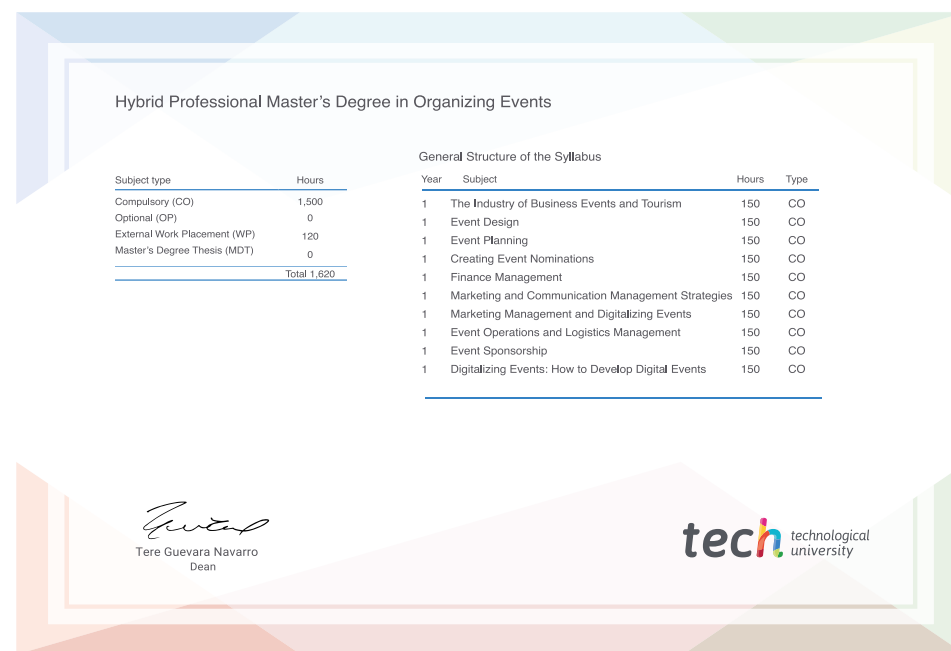 Hybrid Professional Master's Degree in Organizing Events
General Structure of the Syllabus
Subject type Hours
Compulsory (CO) 1,500
Optional (OP) 0
External Work Placement (WP) 120
Master's Degree Thesis (MDT) 0
Total 1,620
Year Subject Hours Type
1 The Industry of Business Events and Tourism 150 CO
1 Event Design 150 CO
1 Event Planning 150 CO
1 Creating Event Nominations 150 CO
1 Finance Management 150 CO
1 Marketing and Communication Management Strategies 150 CO
1 Marketing Management and Digitalizing Events 150 CO
1 Event Operations and Logistics Management 150 CO
1 Event Sponsorship 150 CO
1 Digitalizing Events: How to Develop Digital Events 150 CO
Tere Guevara Navarro
Dean
tech technological
university